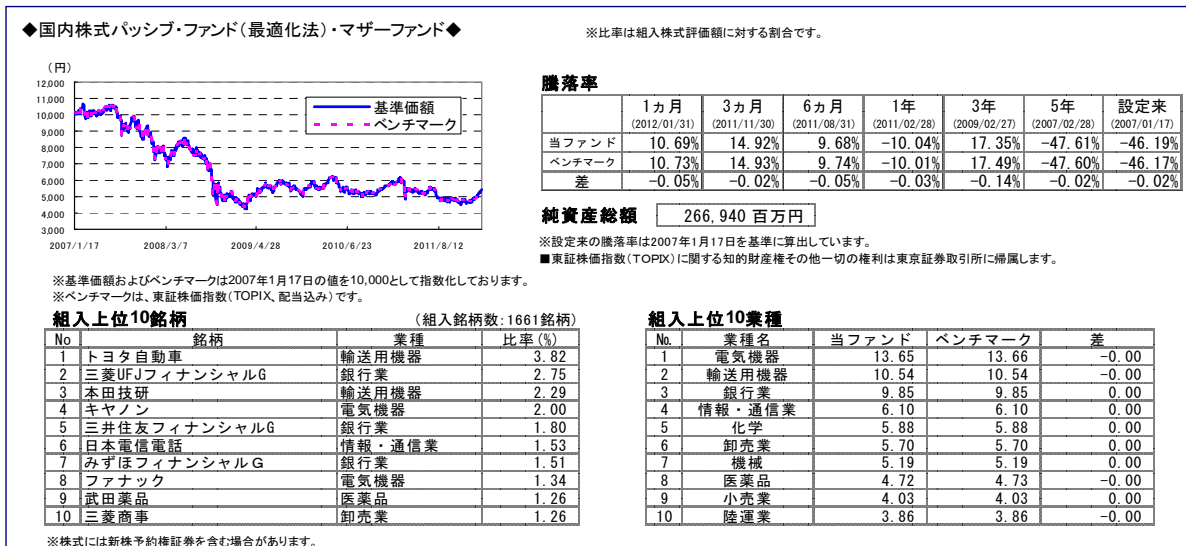 ◆国内株式パッシブ・ファンド(最適化法)・マザーファンド◆
※比率は組入株式評価額に対する割合です。
(円)
12,000
11,000
10,000
9,000
8,000
7,000
6,000
5,000
4,000
3,000
基準価額
ベンチマーク
2007/1/17 2008/3/7 2009/4/28 2010/6/23 2011/8/12
※基準価額およびベンチマークは2007年1月17日の値を10,000として指数化しております。
※ベンチマークは、東証株価指数(TOPIX、配当込み)です。
騰落率
1ヵ月 3ヵ月 6ヵ月 1年 3年 5年 設定来
(2012/01/31) (2011/11/30) (2011/08/31) (2011/02/28) (2009/02/27) (2007/02/28) (2007/01/17)
当ファンド 10.69% 14.92% 9.68% -10.04% 17.35% -47.61% -46.19%
ベンチマーク 10.73% 14.93% 9.74% -10.01% 17.49% -47.60% -46.17%
差 -0.05% -0.02% -0.05% -0.03% -0.14% -0.02% -0.02%
純資産総額 266,940 百万円
※設定来の騰落率は2007年1月17日を基準に算出しています。
■東証株価指数(TOPIX)に関する知的財産権その他一切の権利は東京証券取引所に帰属します。
組入上位10銘柄 (組入銘柄数:1661銘柄)
No 銘柄 業種 比率(%)
1 トヨタ自動車 輸送用機器 3.82
2 三菱UFJフィナンシャルG 銀行業 2.75
3 本田技研 輸送用機器 2.29
4 キヤノン 電気機器 2.00
5 三井住友フィナンシャルG 銀行業 1.80
6 日本電信電話 情報・通信業 1.53
7 みずほフィナンシャルG 銀行業 1.51
8 ファナック 電気機器 1.34
9 武田薬品 医薬品 1.26
10 三菱商事 卸売業 1.26
※株式には新株予約権証券を含む場合があります。
組入上位10業種
No. 業種名 当ファンド ベンチマーク 差
1 電気機器 13.65 13.66 -0.00
2 輸送用機器 10.54 10.54 -0.00
3 銀行業 9.85 9.85 0.00
4 情報・通信業 6.10 6.10 0.00
5 化学 5.88 5.88 0.00
6 卸売業 5.70 5.70 0.00
7 機械 5.19 5.19 0.00
8 医薬品 4.72 4.73 -0.00
9 小売業 4.03 4.03 0.00
10 陸運業 3.86 3.86 -0.00